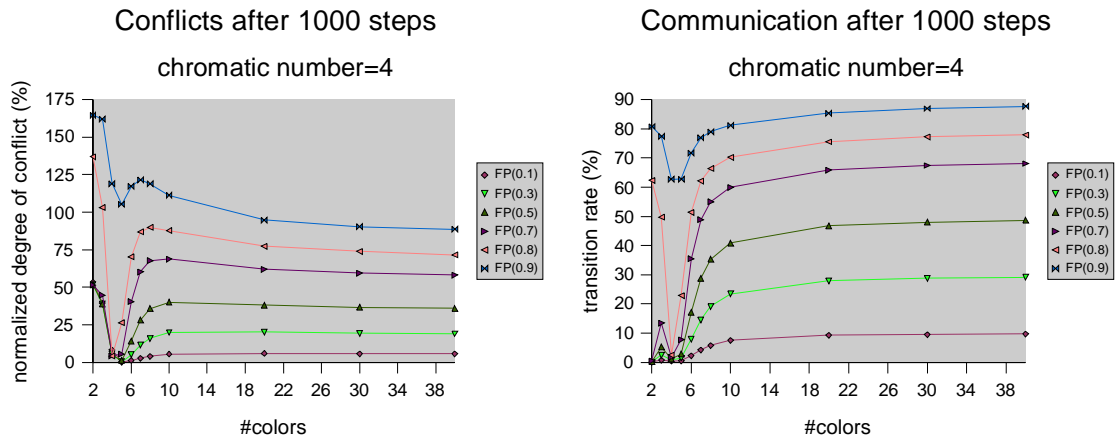 Conflicts after 1000 steps
chromatic number=4
normalized degree of conflict (%)
175
150
125
100
75
50
25
0
2 6 10 14 18 22 26 30 34 38
#colors
FP(0.1)
FP(0.3)
FP(0.5)
FP(0.7)
FP(0.8)
FP(0.9)
Communication after 1000 steps
chromatic number=4
transition rate (%)
90
80
70
60
50
40
30
20
10
0
2 6 10 14 18 22 26 30 34 38
#colors
FP(0.1)
FP(0.3)
FP(0.5)
FP(0.7)
FP(0.8)
FP(0.9)